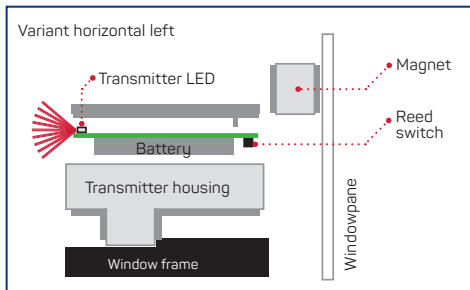 Variant horizontal left
Transmitter LED
Magnet
Reed
switch
Battery
Transmitter housing
Windowpane
Window frame